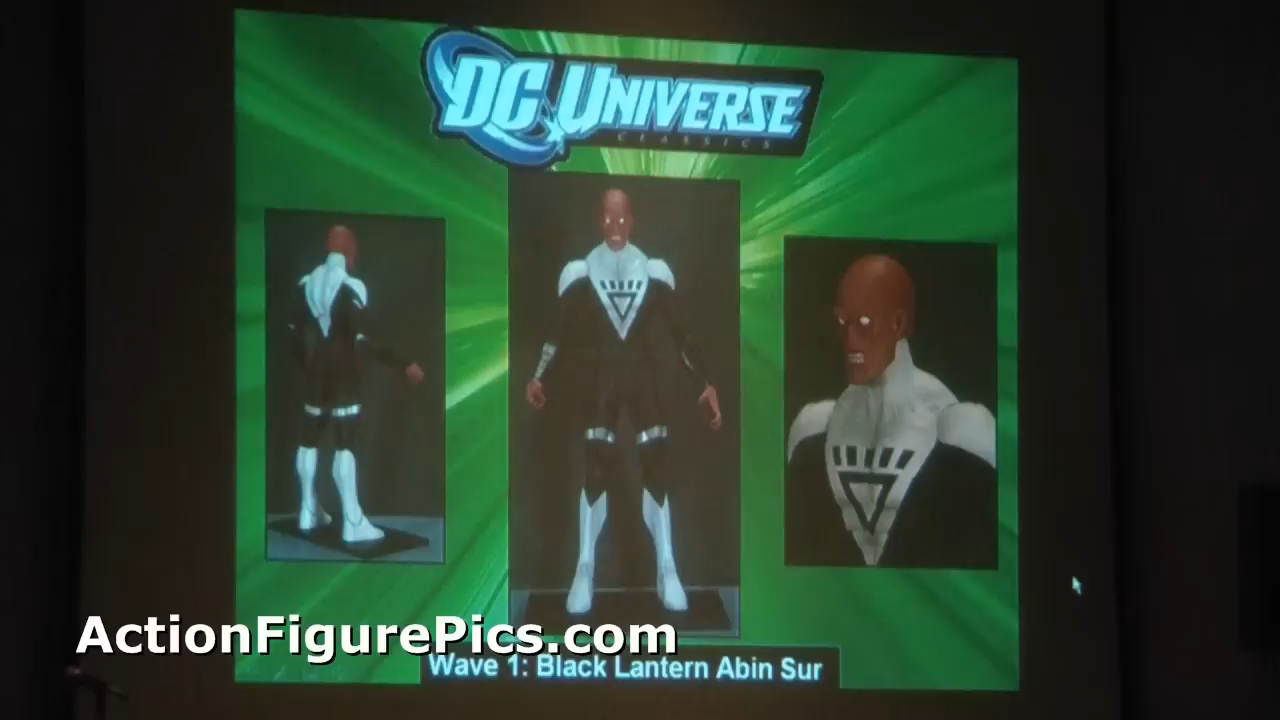 DC UNIVERSE
CLASSICS
ActionFigurePics.com
Wave 1: Black Lantern Abin Sur